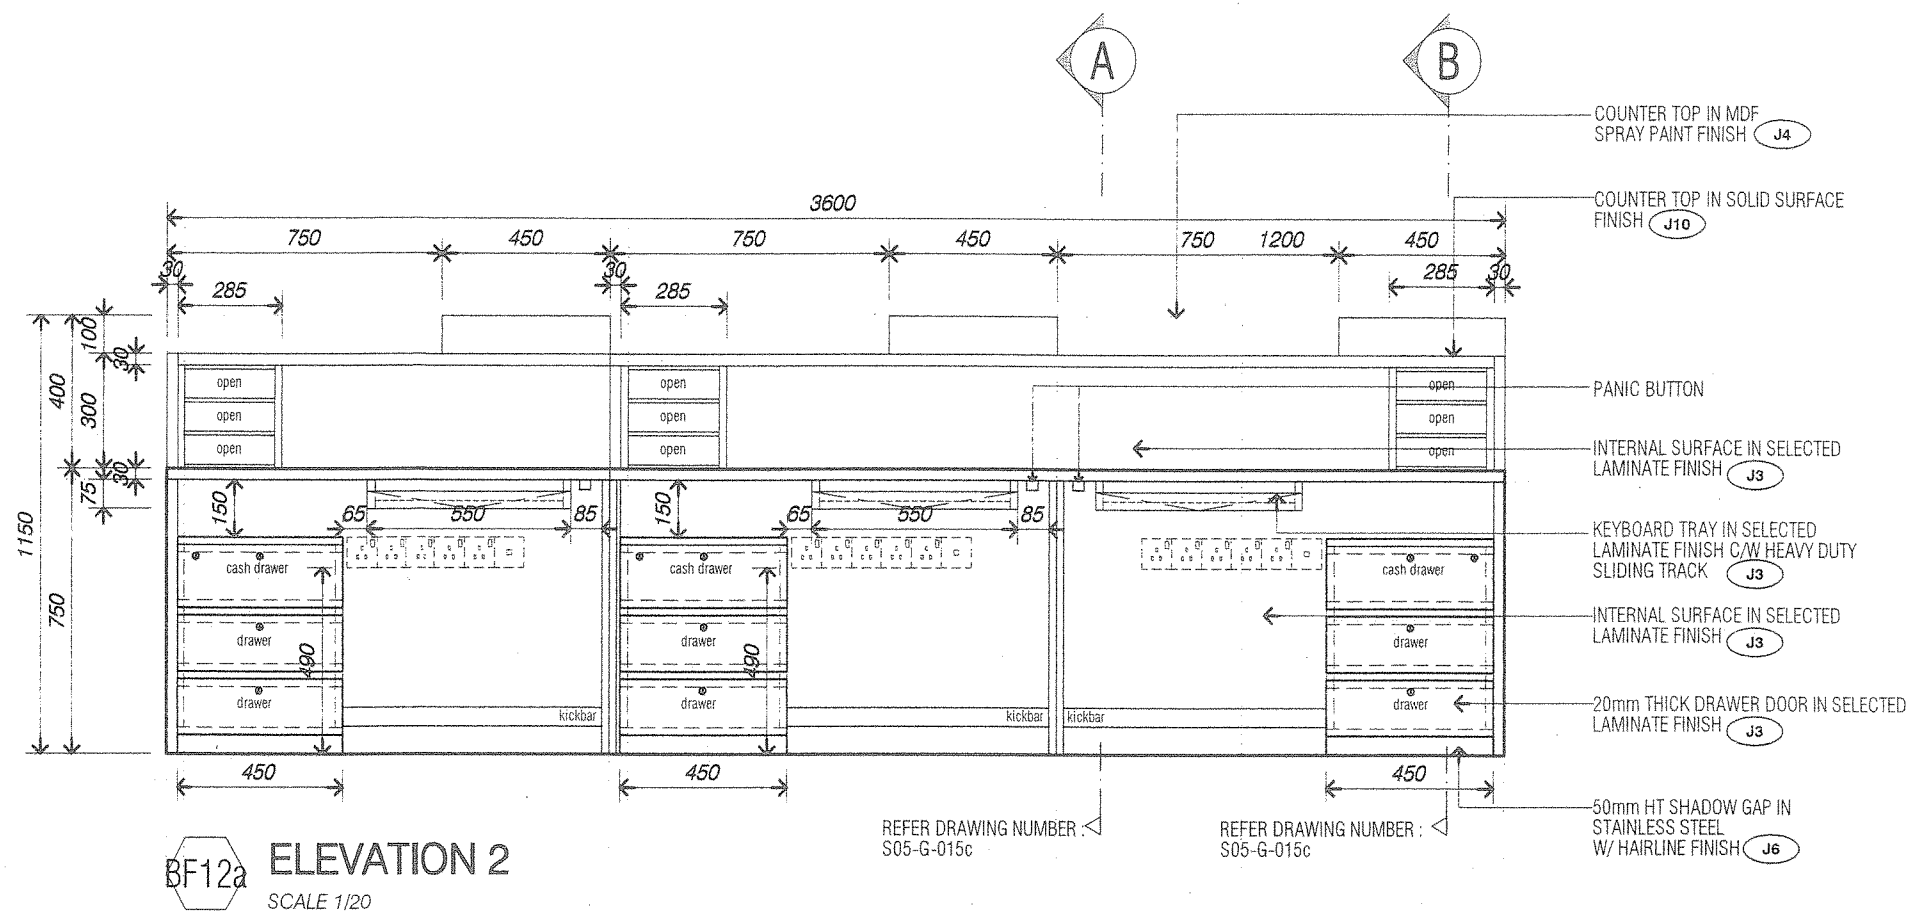 A
B
COUNTER TOP IN MDF
SPRAY PAINT FINISH J4
3600
COUNTER TOP IN SOLID SURFACE
FINISH J10
750 450 750 450 750 1200 450
30 30 285 30
285 285
100
30
400
300
open open open
open open open
open open open
PANIC BUTTON
INTERNAL SURFACE IN SELECTED
LAMINATE FINISH J3
30
75
1150
150 65 550 85 150 65 550 85
KEYBOARD TRAY IN SELECTED
LAMINATE FINISH C/W HEAVY DUTY
SLIDING TRACK J3
cash drawer cash drawer cash drawer
750
INTERNAL SURFACE IN SELECTED
LAMINATE FINISH J3
drawer drawer drawer
490 490
drawer drawer drawer
20mm THICK DRAWER DOOR IN SELECTED
LAMINATE FINISH J3
kickbar kickbar kickbar
450 450 450
50mm HT SHADOW GAP IN
STAINLESS STEEL
W/ HAIRLINE FINISH J6
REFER DRAWING NUMBER :
S05-G-015c
REFER DRAWING NUMBER :
S05-G-015c
BF12a
ELEVATION 2
SCALE 1/20